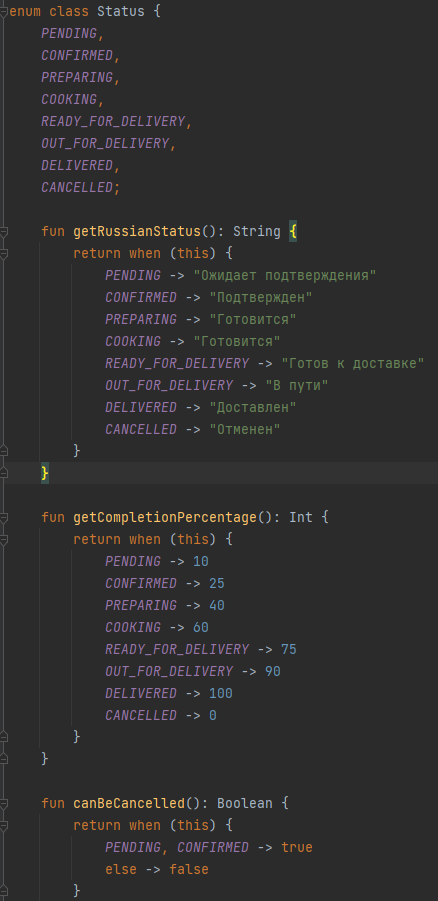 enum class Status {
    PENDING,
    CONFIRMED,
    PREPARING,
    COOKING,
    READY_FOR_DELIVERY,
    OUT_FOR_DELIVERY,
    DELIVERED,
    CANCELLED;
    fun getRussianStatus(): String {
        return when (this) {
            PENDING -> "Ожидает подтверждения"
            CONFIRMED -> "Подтвержден"
            PREPARING -> "Готовится"
            COOKING -> "Готовится"
            READY_FOR_DELIVERY -> "Готов к доставке"
            OUT_FOR_DELIVERY -> "В пути"
            DELIVERED -> "Доставлен"
            CANCELLED -> "Отменен"
        }
    }
    fun getCompletionPercentage(): Int {
        return when (this) {
            PENDING -> 10
            CONFIRMED -> 25
            PREPARING -> 40
            COOKING -> 60
            READY_FOR_DELIVERY -> 75
            OUT_FOR_DELIVERY -> 90
            DELIVERED -> 100
            CANCELLED -> 0
        }
    }
    fun canBeCancelled(): Boolean {
        return when (this) {
            PENDING, CONFIRMED -> true
            else -> false
        }